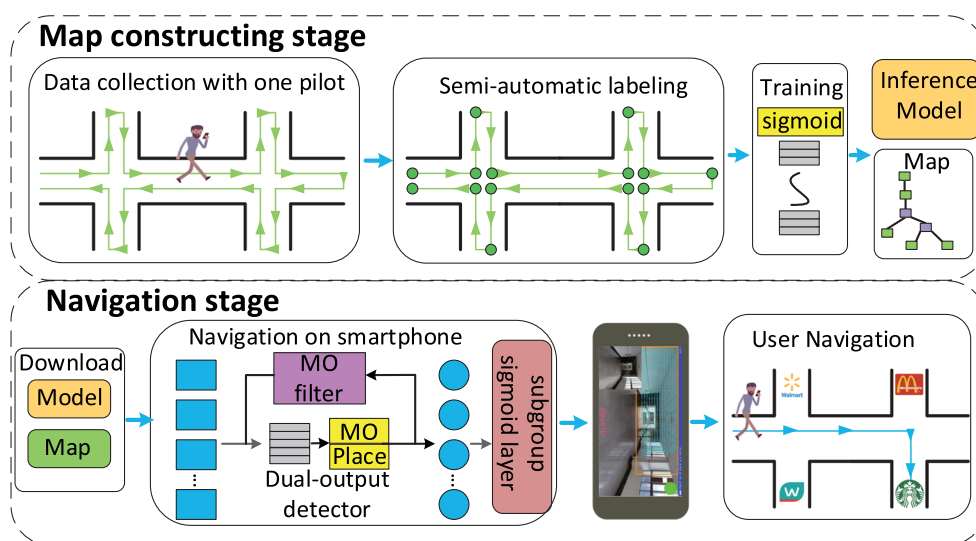 Map constructing stage
Data collection with one pilot
Semi-automatic labeling
Training
sigmoid
Inference
Model
Map
Navigation stage
Download
Model
Map
Navigation on smartphone
MO
filter
MO
Place
Dual-output
detector
subgroup
sigmoid layer
User Navigation
Walmart
W